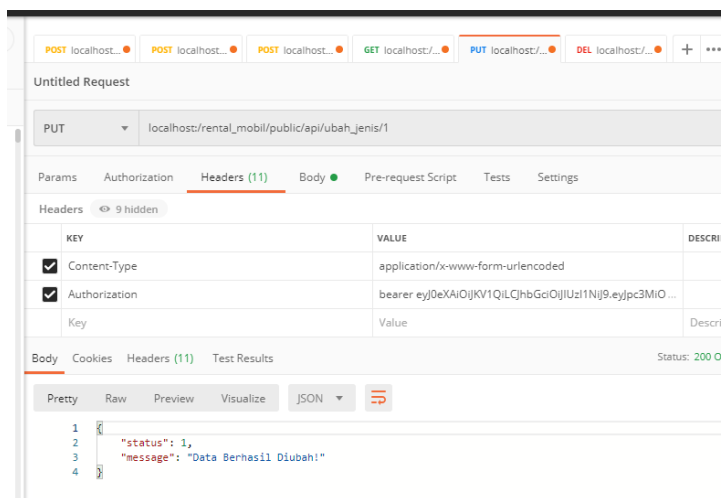 POST localhost... POST localhost... POST localhost... GET localhost:/... PUT localhost:/... DEL localhost:/... + •••
Untitled Request
PUT localhost:/rental_mobil/public/api/ubah_jenis/1
Params Authorization Headers (11) Body Pre-request Script Tests Settings
Headers 9 hidden
KEY VALUE DESCRI
Content-Type application/x-www-form-urlencoded
Authorization bearer eyJ0eXAiOiJKV1QiLCJhbGciOiJIUzI1NiJ9.eyJpc3MiO ...
Key Value Descri
Body Cookies Headers (11) Test Results Status: 200 O
Pretty Raw Preview Visualize JSON
1 {
2 "status": 1,
3 "message": "Data Berhasil Diubah!"
4 }